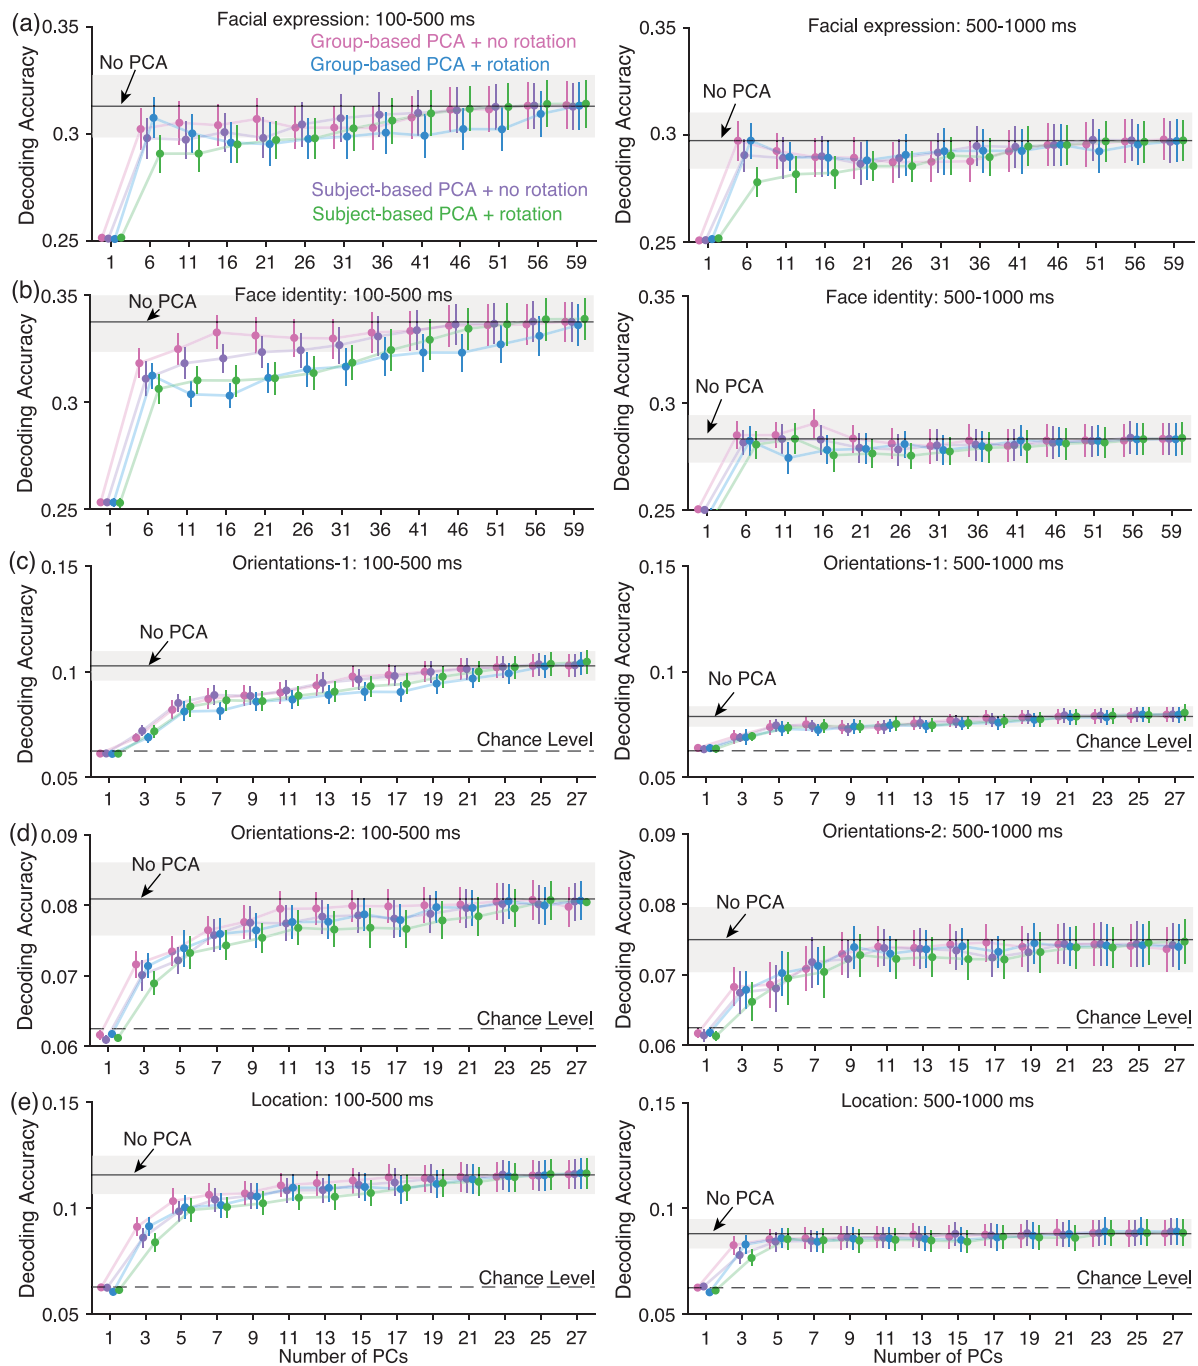 (a)
Facial expression: 100-500 ms
Group-based PCA + no rotation
Group-based PCA + rotation
No PCA
Subject-based PCA + no rotation
Subject-based PCA + rotation
Decoding Accuracy
0.35
0.3
0.25
1 6 11 16 21 26 31 36 41 46 51 56 59
Facial expression: 500-1000 ms
No PCA
Decoding Accuracy
0.35
0.3
0.25
1 6 11 16 21 26 31 36 41 46 51 56 59
(b)
Face identity: 100-500 ms
No PCA
Decoding Accuracy
0.35
0.3
0.25
1 6 11 16 21 26 31 36 41 46 51 56 59
Face identity: 500-1000 ms
No PCA
Decoding Accuracy
0.35
0.3
0.25
1 6 11 16 21 26 31 36 41 46 51 56 59
(c)
Orientations-1: 100-500 ms
No PCA
Chance Level
Decoding Accuracy
0.15
0.1
0.05
1 3 5 7 9 11 13 15 17 19 21 23 25 27
Orientations-1: 500-1000 ms
No PCA
Chance Level
Decoding Accuracy
0.15
0.1
0.05
1 3 5 7 9 11 13 15 17 19 21 23 25 27
(d)
Orientations-2: 100-500 ms
No PCA
Chance Level
Decoding Accuracy
0.09
0.08
0.07
0.06
1 3 5 7 9 11 13 15 17 19 21 23 25 27
Orientations-2: 500-1000 ms
No PCA
Chance Level
Decoding Accuracy
0.09
0.08
0.07
0.06
1 3 5 7 9 11 13 15 17 19 21 23 25 27
(e)
Location: 100-500 ms
No PCA
Chance Level
Decoding Accuracy
0.15
0.1
0.05
1 3 5 7 9 11 13 15 17 19 21 23 25 27
Number of PCs
Location: 500-1000 ms
No PCA
Chance Level
Decoding Accuracy
0.15
0.1
0.05
1 3 5 7 9 11 13 15 17 19 21 23 25 27
Number of PCs